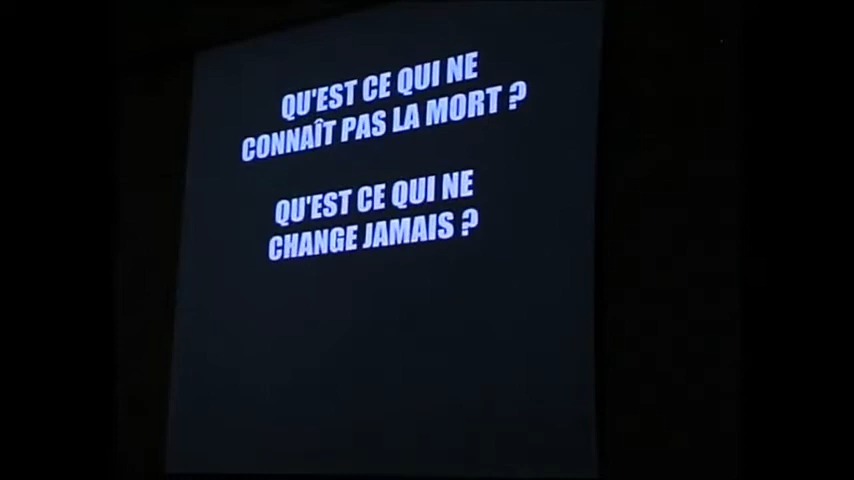 QU'EST CE QUI NE
CONNAÎT PAS LA MORT ?
QU'EST CE QUI NE
CHANGE JAMAIS ?